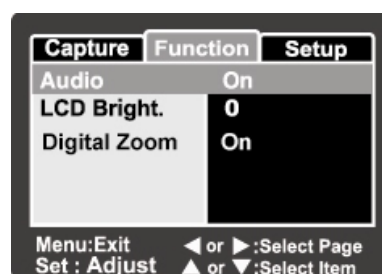 Capture Function Setup
Audio On
LCD Bright. 0
Digital Zoom On
Menu:Exit ◀ or ▶:Select Page
Set : Adjust ▲ or ▼:Select Item